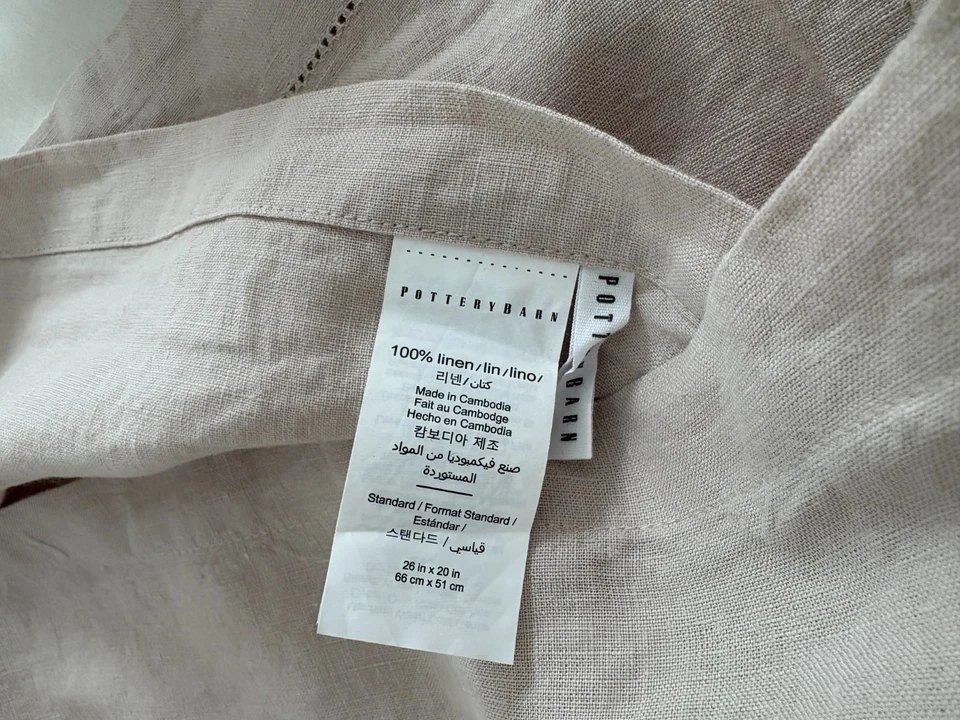 POTTERYBARN
100% linen/lin/lino/
리넨/كتان
Made in Cambodia
Fait au Cambodge
Hecho en Cambodia
캄보디아 제조
صنع فيكمبوديا من المواد
المستوردة
Standard / Format Standard /
Estándar /
스탠다드 / قياسي
26 in x 20 in
66 cm x 51 cm
POTT
BARN